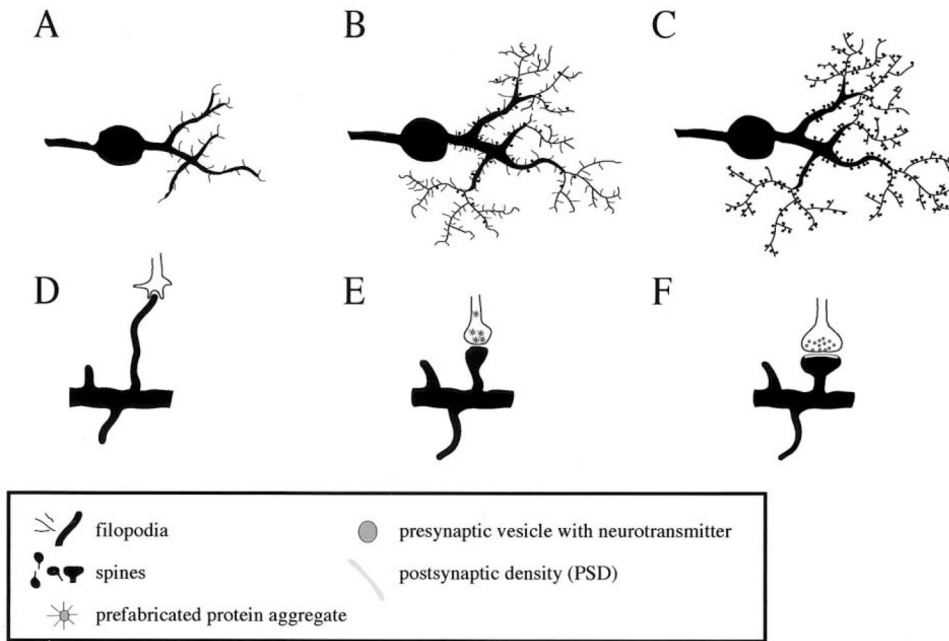 A B C
D E F
filopodia
spines
prefabricated protein aggregate
presynaptic vesicle with neurotransmitter
postsynaptic density (PSD)